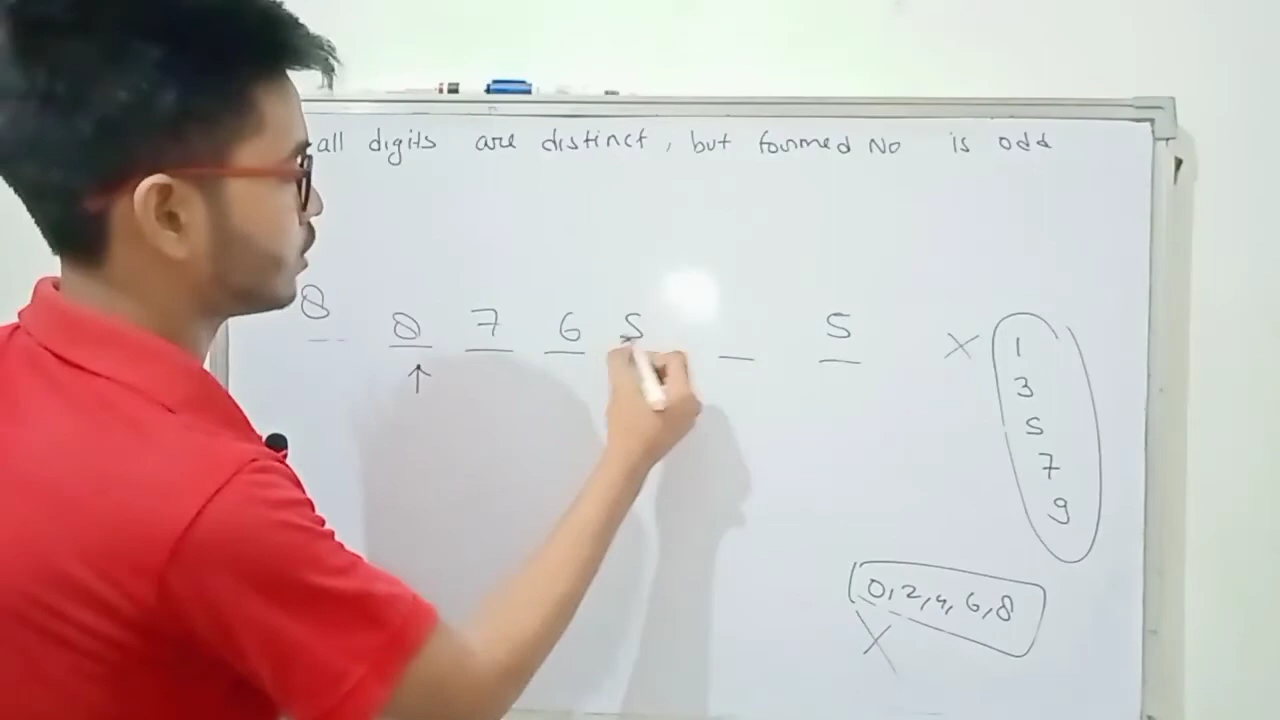 all digits are distinct, but formed No is odd
8 8 7 6 5 5
X 1
3
5
7
9
0,2,4,6,8
X